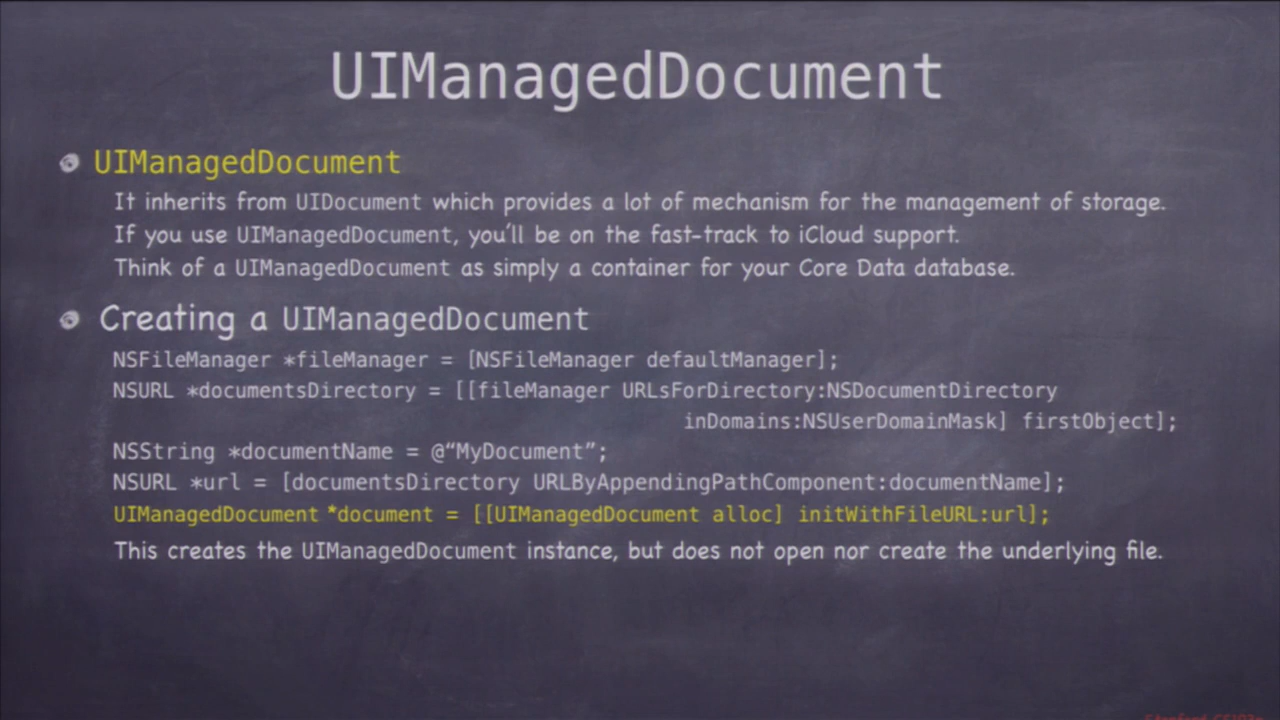 UIManagedDocument
UIManagedDocument
It inherits from UIDocument which provides a lot of mechanism for the management of storage.
If you use UIManagedDocument, you'll be on the fast-track to iCloud support.
Think of a UIManagedDocument as simply a container for your Core Data database.
Creating a UIManagedDocument
NSFileManager *fileManager = [NSFileManager defaultManager];
NSURL *documentsDirectory = [[fileManager URLsForDirectory:NSDocumentDirectory
inDomains:NSUserDomainMask] firstObject];
NSString *documentName = @“MyDocument”;
NSURL *url = [documentsDirectory URLByAppendingPathComponent:documentName];
UIManagedDocument *document = [[UIManagedDocument alloc] initWithFileURL:url];
This creates the UIManagedDocument instance, but does not open nor create the underlying file.